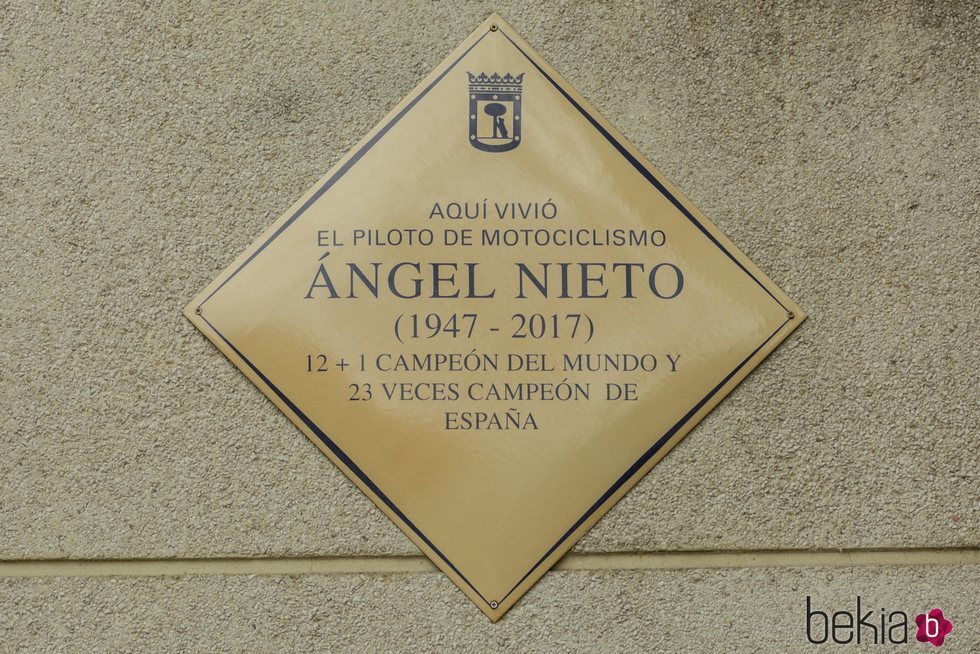 AQUÍ VIVIÓ
EL PILOTO DE MOTOCICLISMO
ÁNGEL NIETO
(1947 - 2017)
12 + 1 CAMPEÓN DEL MUNDO Y
23 VECES CAMPEÓN DE
ESPAÑA
bekia b